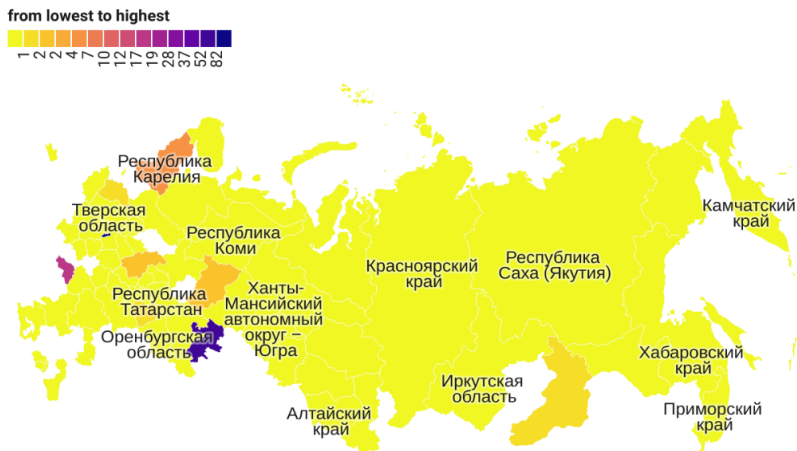 from lowest to highest
1 2 2 4 7 10 12 17 19 28 37 52 82
Республика
Карелия
Тверская
область
Республика
Коми
Камчатский
край
Красноярский
край
Республика
Саха (Якутия)
Республика
Татарстан
Ханты-
Мансийский
автономный
округ –
Югра
Оренбургская
область
Хабаровский
край
Иркутская
область
Алтайский
край
Приморский
край